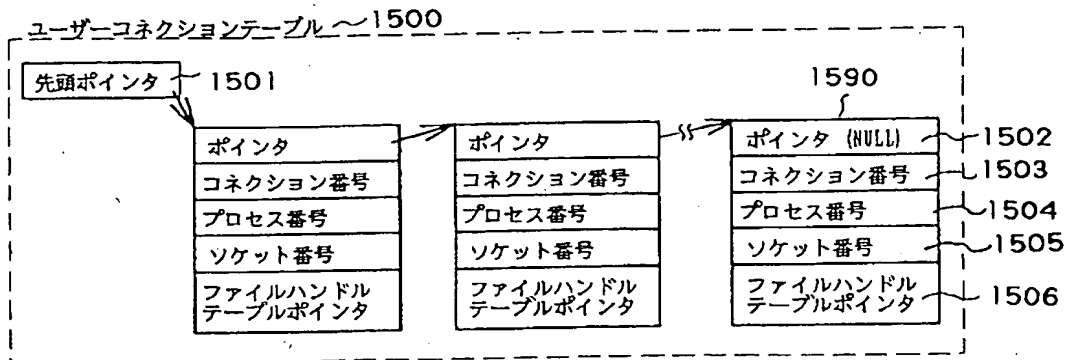 ユーザーコネクションテーブル 1500
先頭ポインタ 1501
1590
ポインタ
コネクション番号
プロセス番号
ソケット番号
ファイルハンドル
テーブルポインタ
ポインタ
コネクション番号
プロセス番号
ソケット番号
ファイルハンドル
テーブルポインタ
ポインタ (NULL) 1502
コネクション番号 1503
プロセス番号 1504
ソケット番号 1505
ファイルハンドル
テーブルポインタ 1506